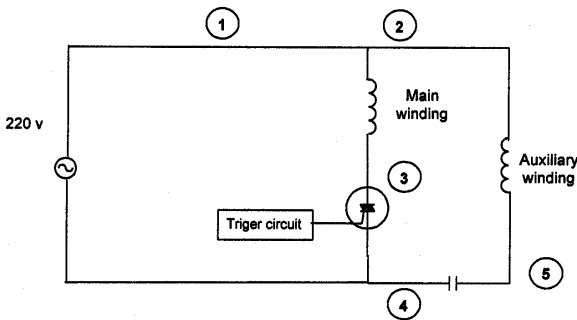 1
2
Main
winding
220 v
Auxiliary
winding
3
Triger circuit
4
5